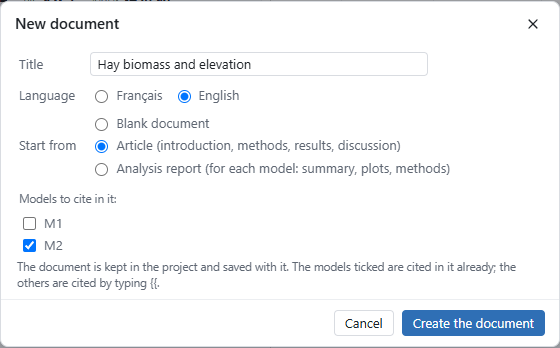 New document
Title
Hay biomass and elevation
Language
Français
English
Blank document
Start from
Article (introduction, methods, results, discussion)
Analysis report (for each model: summary, plots, methods)
Models to cite in it:
M1
M2
The document is kept in the project and saved with it. The models ticked are cited in it already; the
others are cited by typing {{.
Cancel
Create the document